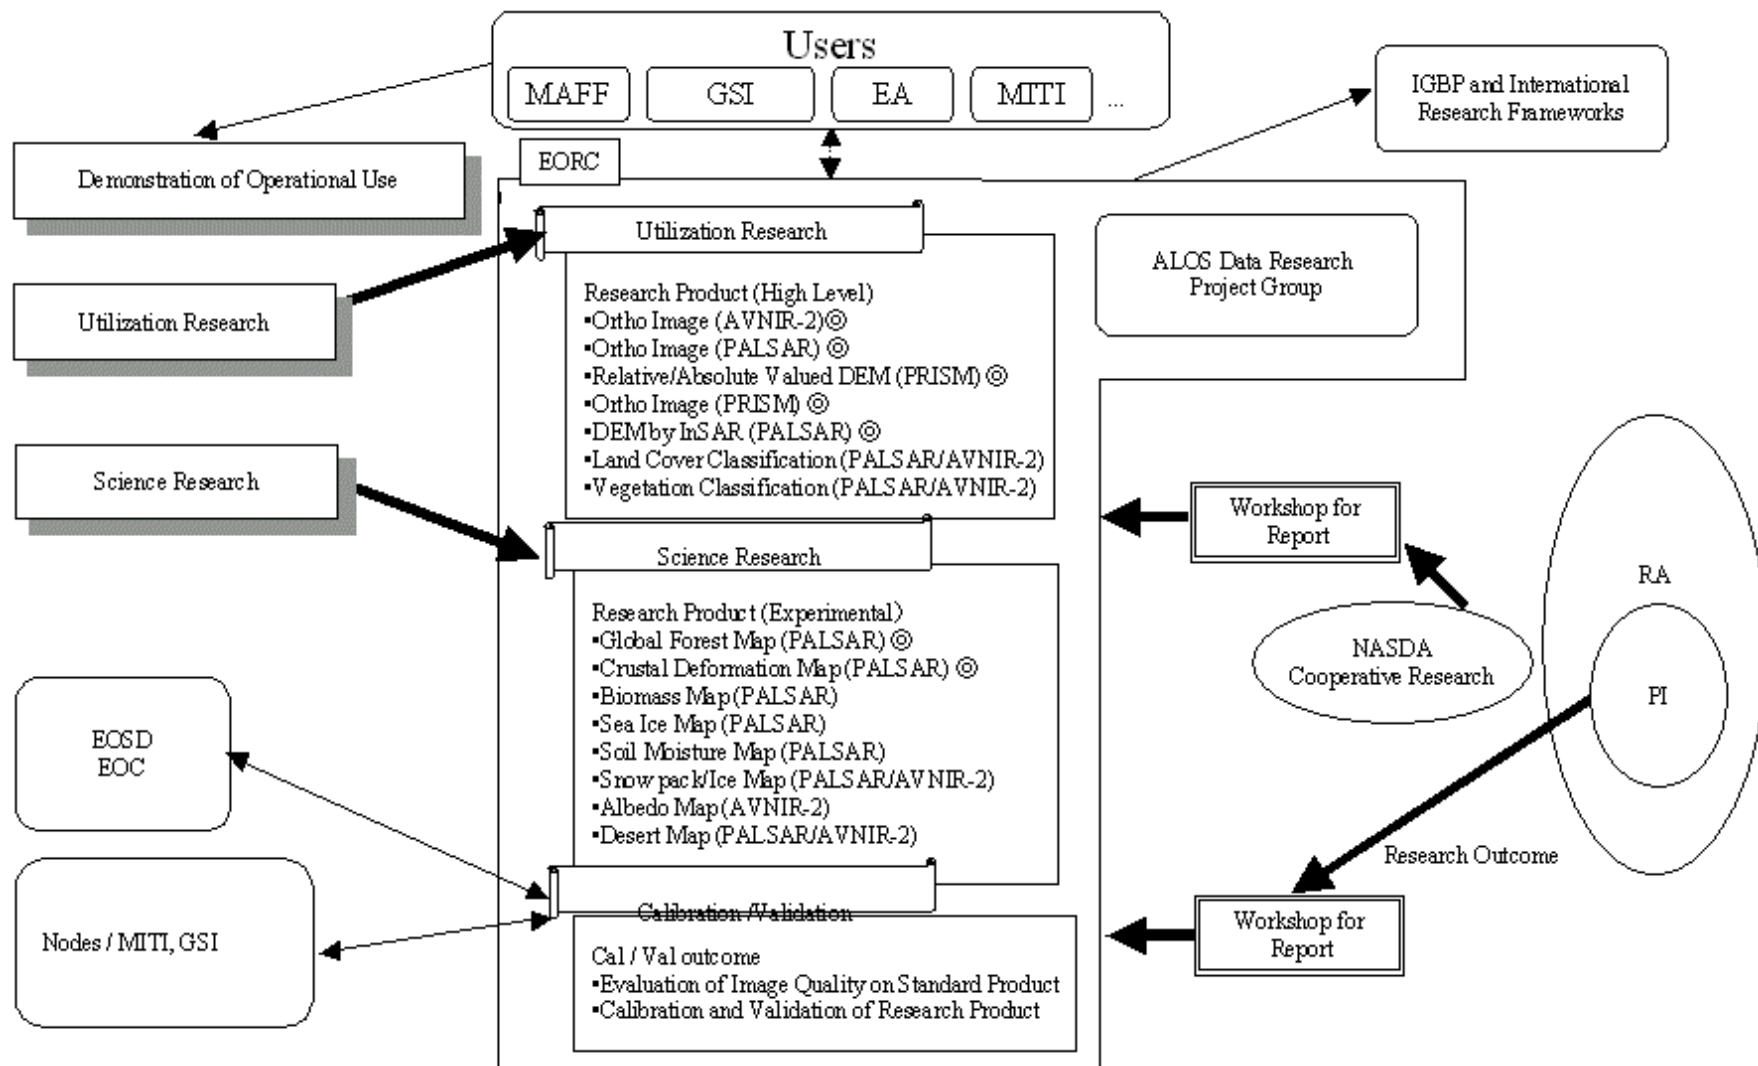 Users
MAFF
GSI
EA
MITI
...
IGBP and International
Research Frameworks
EORC
Demonstration of Operational Use
Utilization Research
ALOS Data Research
Project Group
Utilization Research
Research Product (High Level)
▪Ortho Image (AVNIR-2)◎
▪Ortho Image (PALSAR) ◎
▪Relative/Absolute Valued DEM (PRISM) ◎
▪Ortho Image (PRISM) ◎
▪DEM by InSAR (PALSAR) ◎
▪Land Cover Classification (PALSAR/AVNIR-2)
▪Vegetation Classification (PALSAR/AVNIR-2)
Science Research
Workshop for
Report
Science Research
Research Product (Experimental)
▪Global Forest Map (PALSAR) ◎
▪Crustal Deformation Map (PALSAR) ◎
▪Biomass Map (PALSAR)
▪Sea Ice Map (PALSAR)
▪Soil Moisture Map (PALSAR)
▪Snow pack/Ice Map (PALSAR/AVNIR-2)
▪Albedo Map (AVNIR-2)
▪Desert Map (PALSAR/AVNIR-2)
RA
PI
NASDA
Cooperative Research
EOSD
EOC
Research Outcome
Calibration /Validation
Workshop for
Report
Nodes / MITI, GSI
Cal / Val outcome
▪Evaluation of Image Quality on Standard Product
▪Calibration and Validation of Research Product